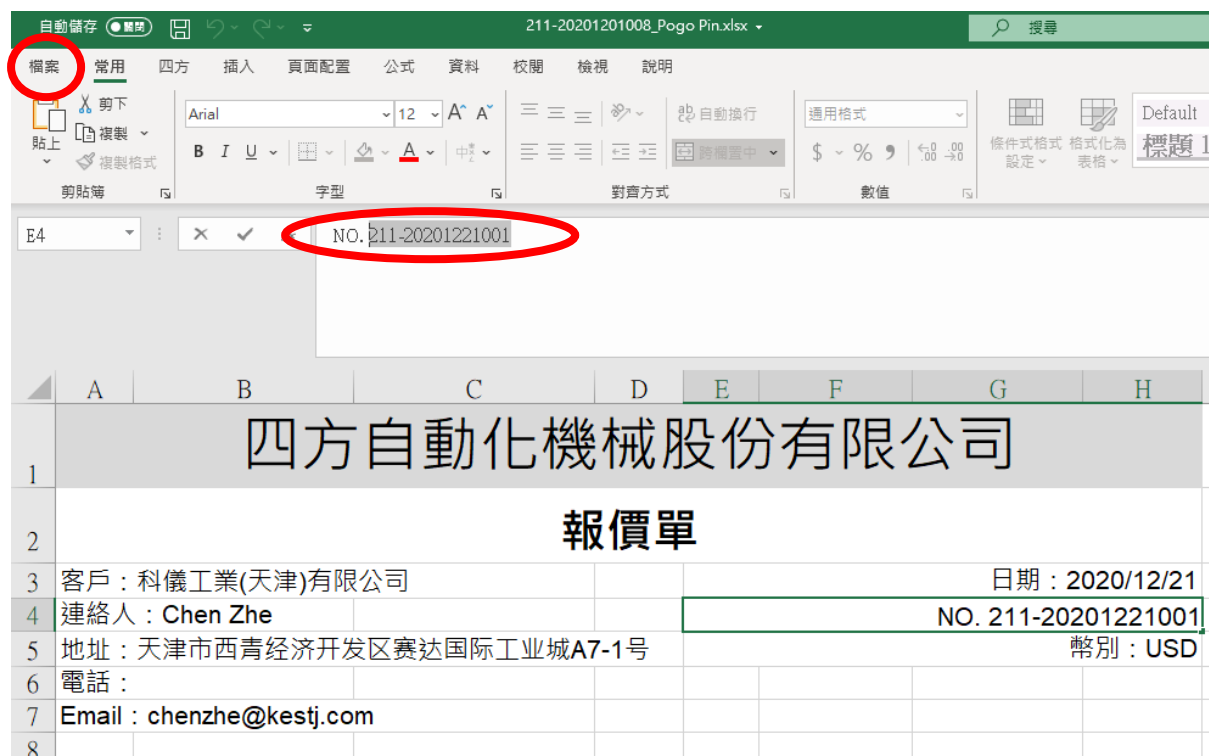 自動儲存 關閉 211-20201201008_Pogo Pin.xlsx 搜尋
檔案 常用 四方 插入 頁面配置 公式 資料 校閱 檢視 說明
貼上 剪下 複製 複製格式
Arial 12 A A
B I U A 中
ab 自動換行
跨欄置中
通用格式
$ % 9
條件式格式設定 格式化為表格
Default
標題 1
剪貼簿 字型 對齊方式 數值
E4 NO. 211-20201221001
A B C D E F G H
1 四方自動化機械股份有限公司
2 報價單
3 客戶：科儀工業(天津)有限公司 日期：2020/12/21
4 連絡人：Chen Zhe NO. 211-20201221001
5 地址：天津市西青经济开发区赛达国际工业城A7-1号 幣別：USD
6 電話：
7 Email：chenzhe@kestj.com
8